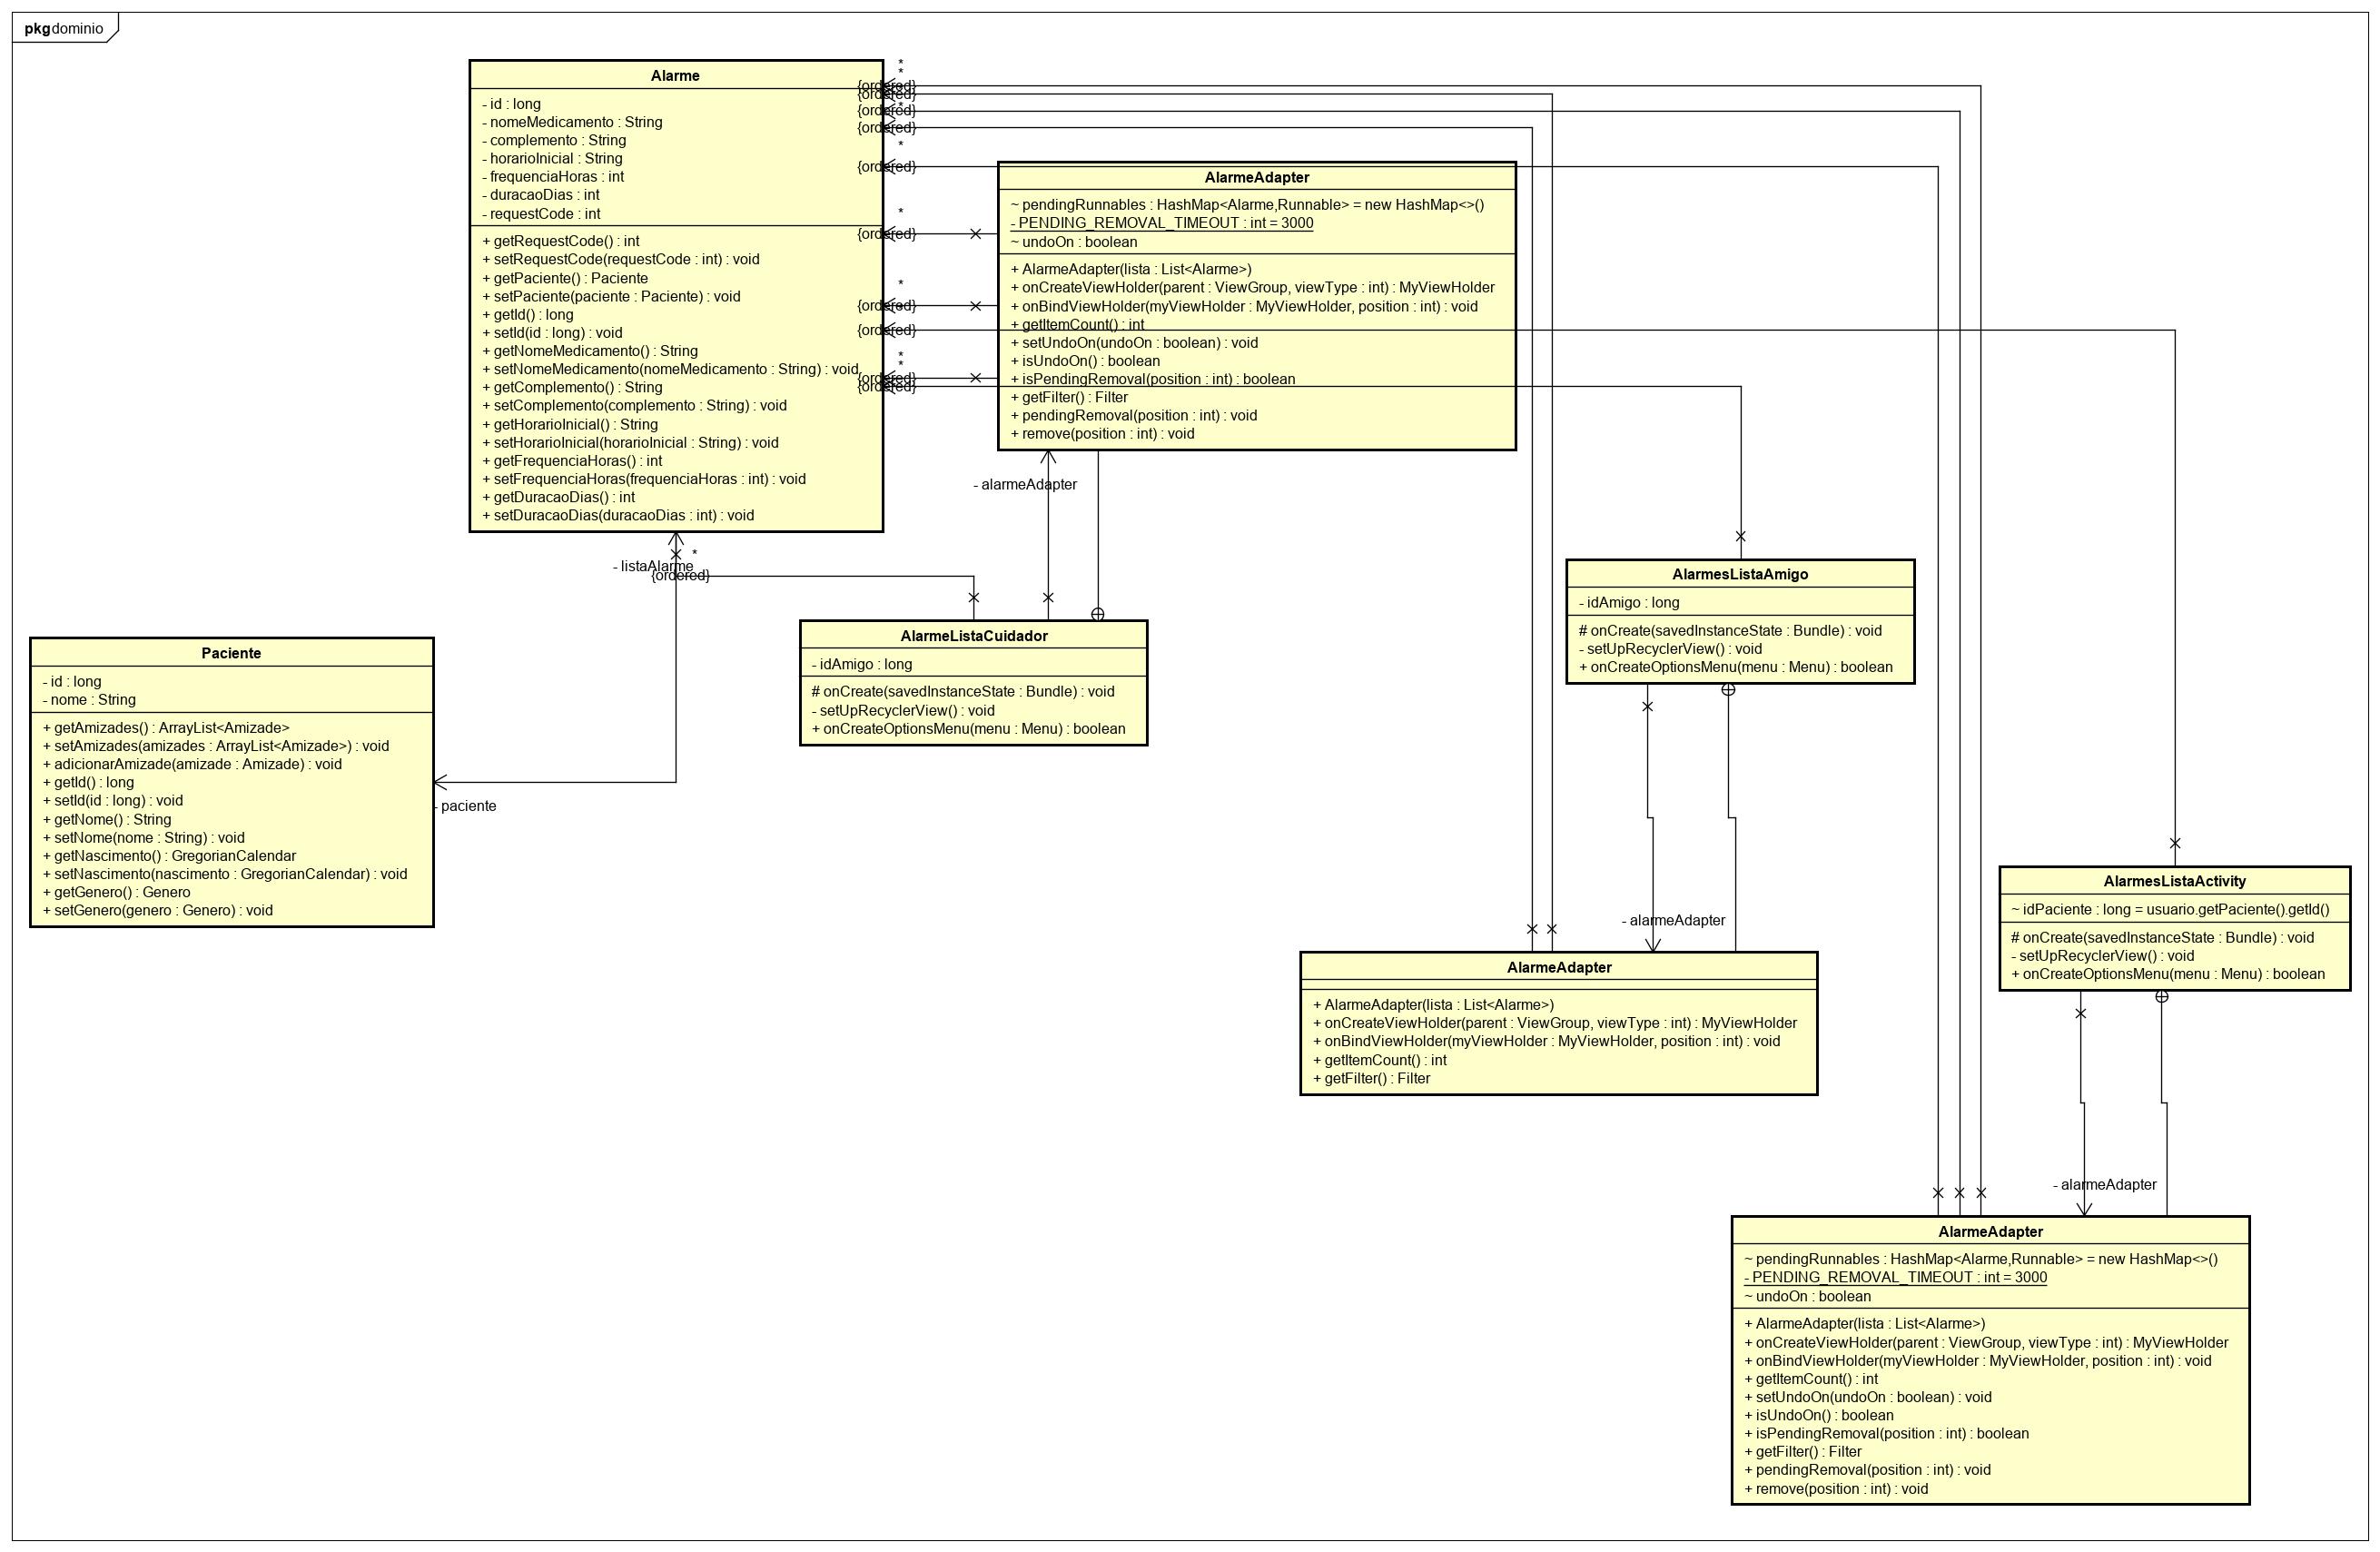 pkg dominio
Alarme
- id : long
- nomeMedicamento : String
- complemento : String
- horarioInicial : String
- frequenciaHoras : int
- duracaoDias : int
- requestCode : int
+ getRequestCode() : int
+ setRequestCode(requestCode : int) : void
+ getPaciente() : Paciente
+ setPaciente(paciente : Paciente) : void
+ getId() : long
+ setId(id : long) : void
+ getNomeMedicamento() : String
+ setNomeMedicamento(nomeMedicamento : String) : void
+ getComplemento() : String
+ setComplemento(complemento : String) : void
+ getHorarioInicial() : String
+ setHorarioInicial(horarioInicial : String) : void
+ getFrequenciaHoras() : int
+ setFrequenciaHoras(frequenciaHoras : int) : void
+ getDuracaoDias() : int
+ setDuracaoDias(duracaoDias : int) : void
*
*
{ordered}
{ordered}
*
{ordered}
{ordered}
*
{ordered}
*
{ordered}
*
{ordered}
{ordered}
*
*
{ordered}
{ordered}
AlarmeAdapter
~ pendingRunnables : HashMap<Alarme,Runnable> = new HashMap<>()
- PENDING_REMOVAL_TIMEOUT : int = 3000
~ undoOn : boolean
+ AlarmeAdapter(lista : List<Alarme>)
+ onCreateViewHolder(parent : ViewGroup, viewType : int) : MyViewHolder
+ onBindViewHolder(myViewHolder : MyViewHolder, position : int) : void
+ getItemCount() : int
+ setUndoOn(undoOn : boolean) : void
+ isUndoOn() : boolean
+ isPendingRemoval(position : int) : boolean
+ getFilter() : Filter
+ pendingRemoval(position : int) : void
+ remove(position : int) : void
- alarmeAdapter
*
- listaAlarme
{ordered}
AlarmeListaCuidador
- idAmigo : long
# onCreate(savedInstanceState : Bundle) : void
- setUpRecyclerView() : void
+ onCreateOptionsMenu(menu : Menu) : boolean
AlarmesListaAmigo
- idAmigo : long
# onCreate(savedInstanceState : Bundle) : void
- setUpRecyclerView() : void
+ onCreateOptionsMenu(menu : Menu) : boolean
Paciente
- id : long
- nome : String
+ getAmizades() : ArrayList<Amizade>
+ setAmizades(amizades : ArrayList<Amizade>) : void
+ adicionarAmizade(amizade : Amizade) : void
+ getId() : long
+ setId(id : long) : void
+ getNome() : String
+ setNome(nome : String) : void
+ getNascimento() : GregorianCalendar
+ setNascimento(nascimento : GregorianCalendar) : void
+ getGenero() : Genero
+ setGenero(genero : Genero) : void
- paciente
- alarmeAdapter
AlarmeAdapter
+ AlarmeAdapter(lista : List<Alarme>)
+ onCreateViewHolder(parent : ViewGroup, viewType : int) : MyViewHolder
+ onBindViewHolder(myViewHolder : MyViewHolder, position : int) : void
+ getItemCount() : int
+ getFilter() : Filter
AlarmesListaActivity
~ idPaciente : long = usuario.getPaciente().getId()
# onCreate(savedInstanceState : Bundle) : void
- setUpRecyclerView() : void
+ onCreateOptionsMenu(menu : Menu) : boolean
- alarmeAdapter
AlarmeAdapter
~ pendingRunnables : HashMap<Alarme,Runnable> = new HashMap<>()
- PENDING_REMOVAL_TIMEOUT : int = 3000
~ undoOn : boolean
+ AlarmeAdapter(lista : List<Alarme>)
+ onCreateViewHolder(parent : ViewGroup, viewType : int) : MyViewHolder
+ onBindViewHolder(myViewHolder : MyViewHolder, position : int) : void
+ getItemCount() : int
+ setUndoOn(undoOn : boolean) : void
+ isUndoOn() : boolean
+ isPendingRemoval(position : int) : boolean
+ getFilter() : Filter
+ pendingRemoval(position : int) : void
+ remove(position : int) : void